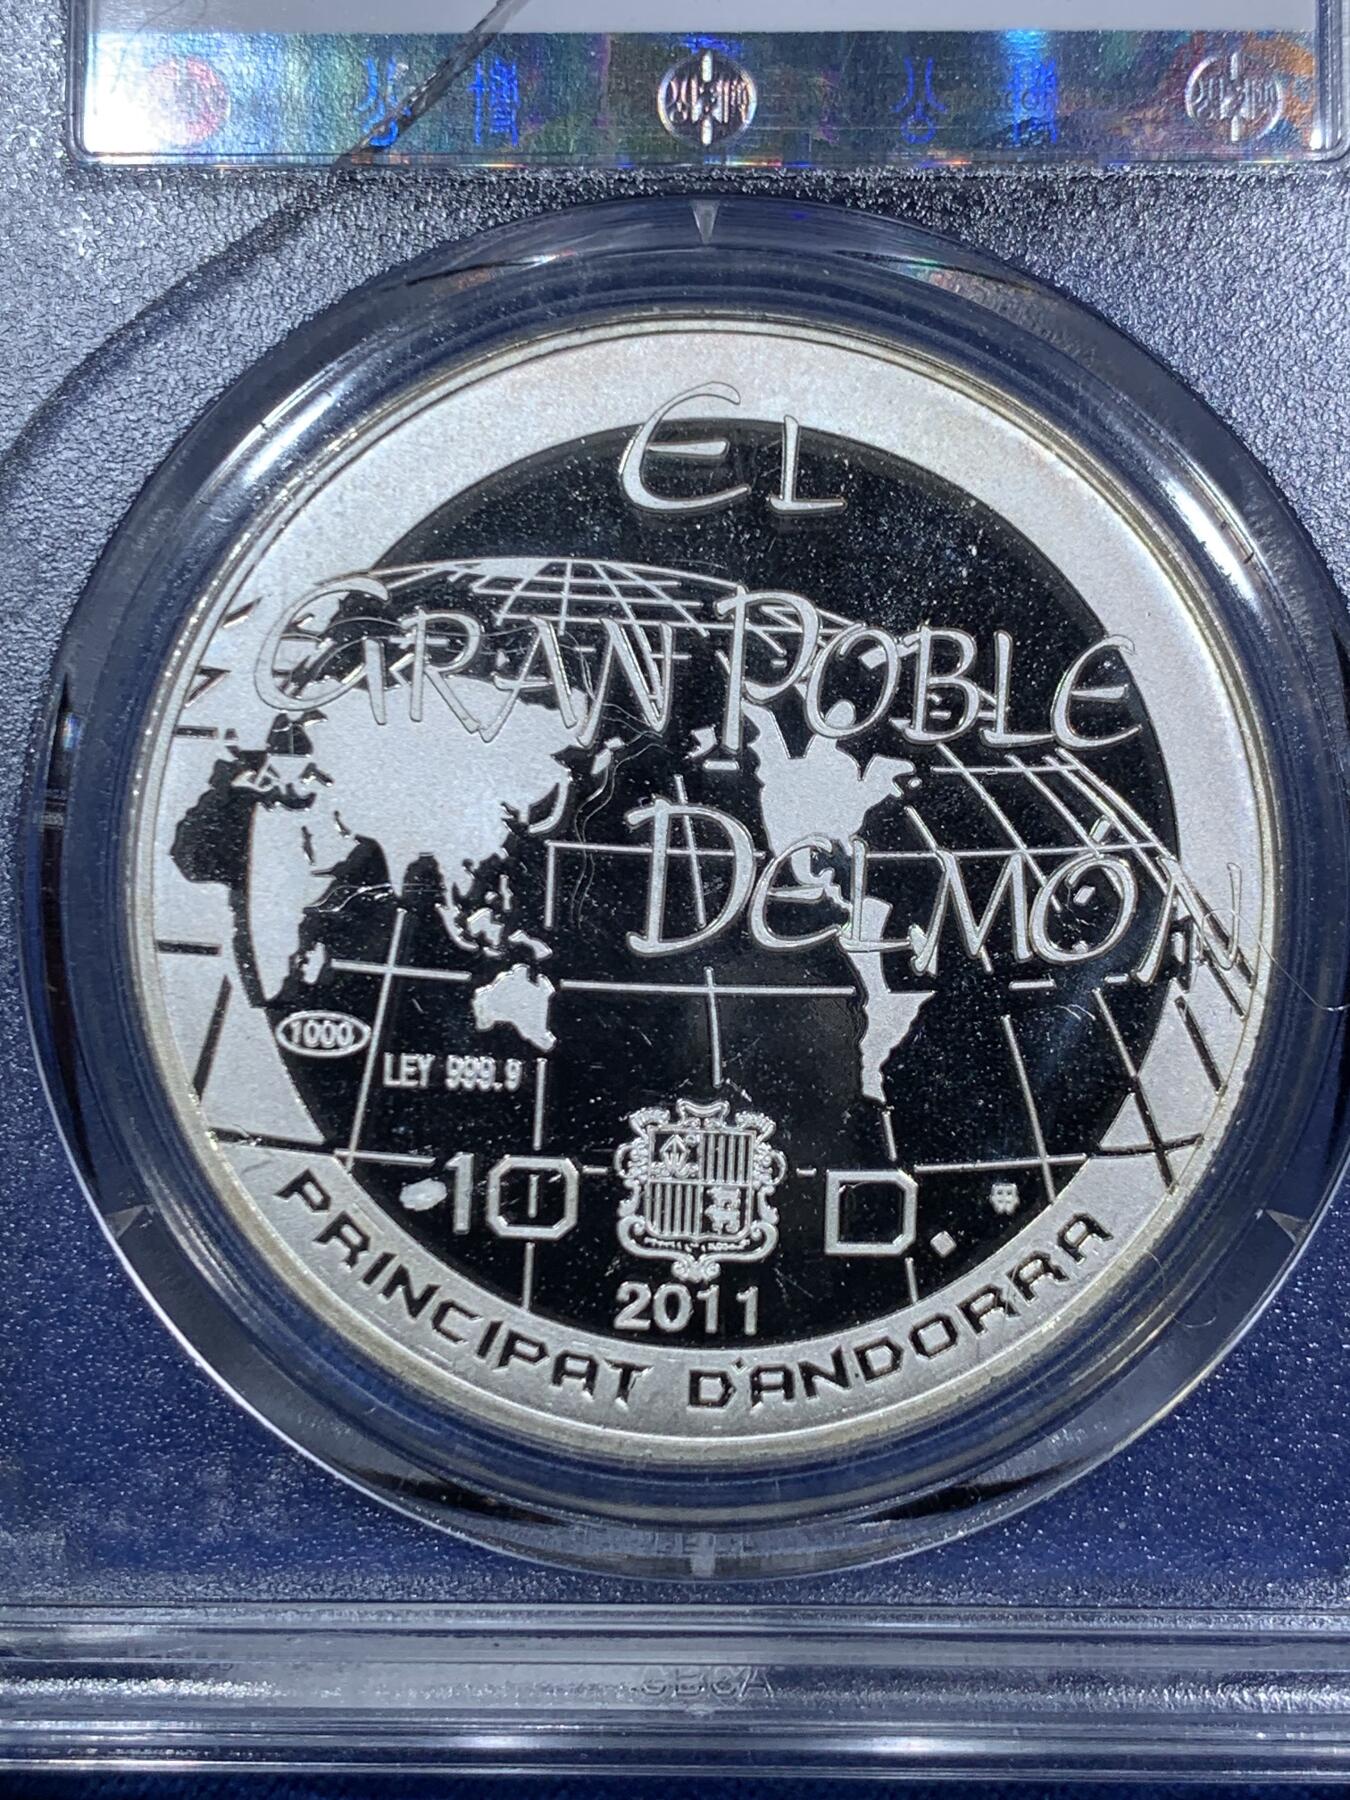 El
Gran Poble
Del Món
1000
LEY 999.9
10 D.
2011
PRINCIPAT D'ANDORRA